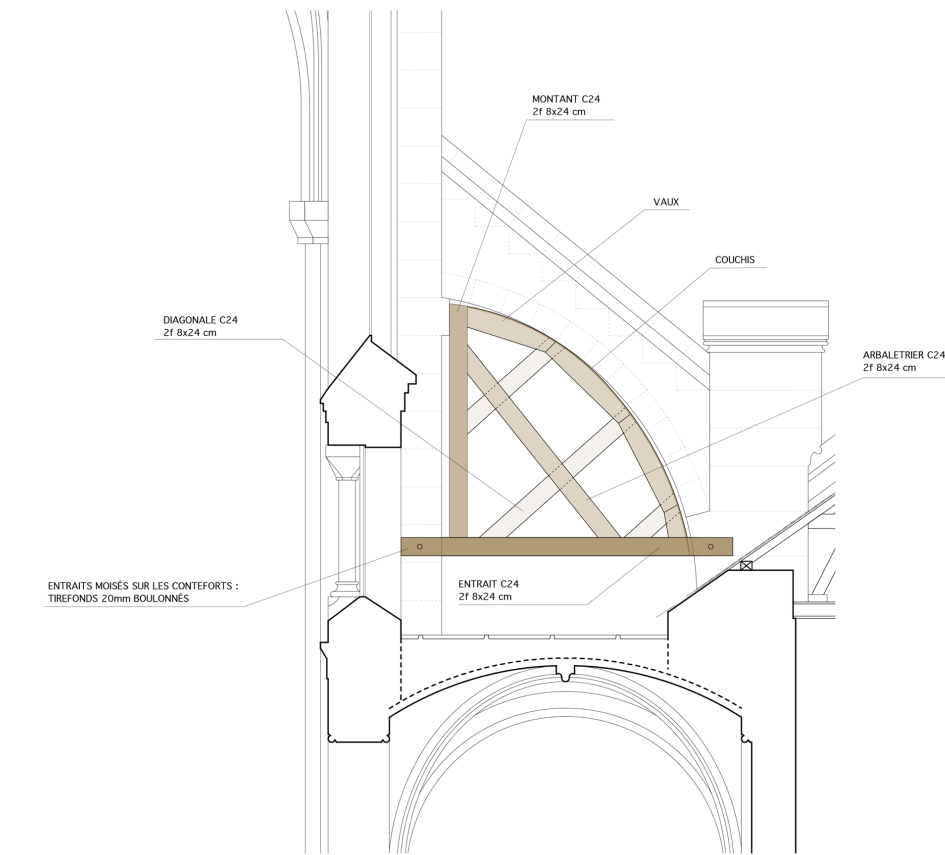 MONTANT C24
2f 8x24 cm
VAUX
COUCHIS
DIAGONALE C24
2f 8x24 cm
ARBALETRIER C24
2f 8x24 cm
ENTRAITS MOISÉS SUR LES CONTEFORTS :
TIREFONDS 20mm BOULONNÉS
ENTRAIT C24
2f 8x24 cm